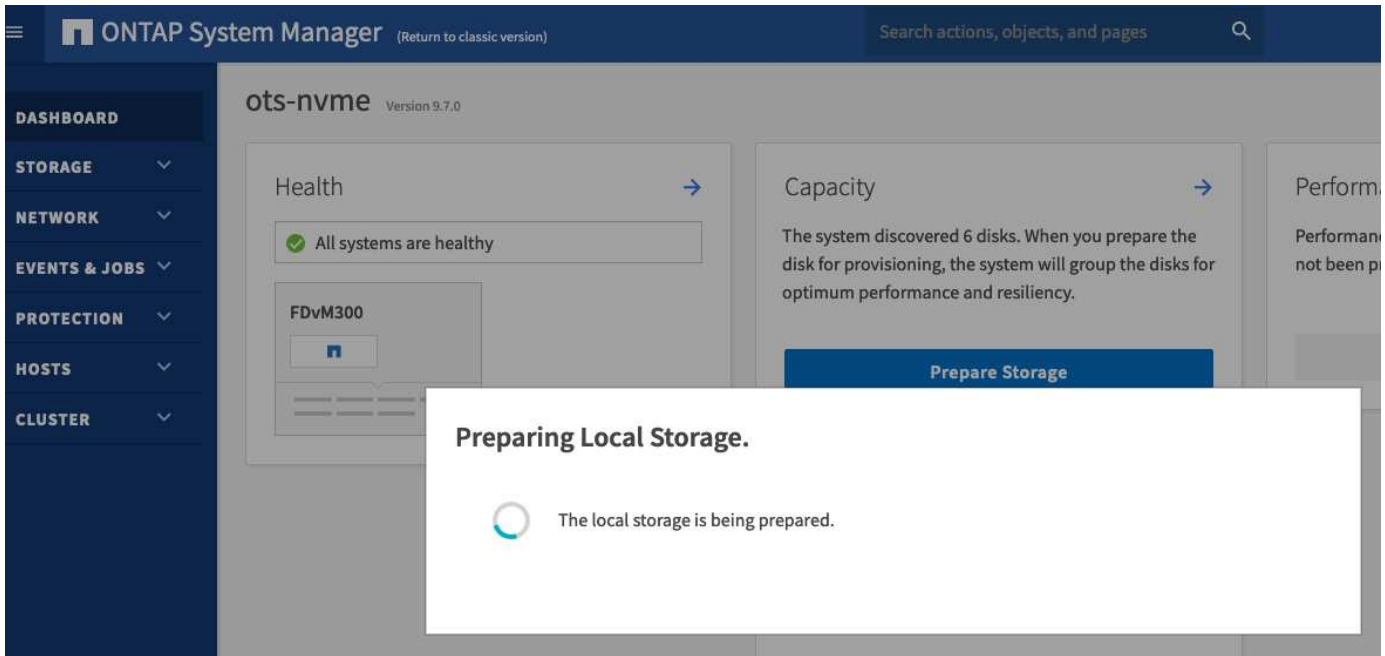 ONTAP System Manager (Return to classic version)
Search actions, objects, and pages
DASHBOARD
STORAGE
NETWORK
EVENTS & JOBS
PROTECTION
HOSTS
CLUSTER
ots-nvme Version 9.7.0
Health
All systems are healthy
FDvM300
Capacity
The system discovered 6 disks. When you prepare the
disk for provisioning, the system will group the disks for
optimum performance and resiliency.
Prepare Storage
Preparing Local Storage.
The local storage is being prepared.
not been